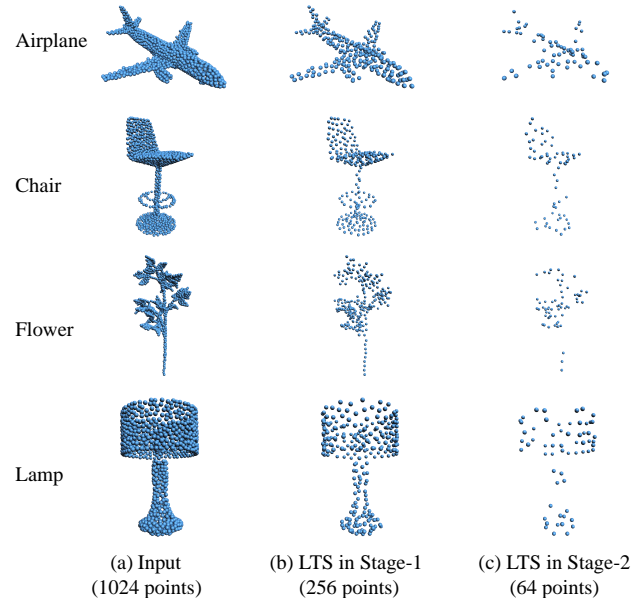 Airplane
Chair
Flower
Lamp
(a) Input
(1024 points)
(b) LTS in Stage-1
(256 points)
(c) LTS in Stage-2
(64 points)